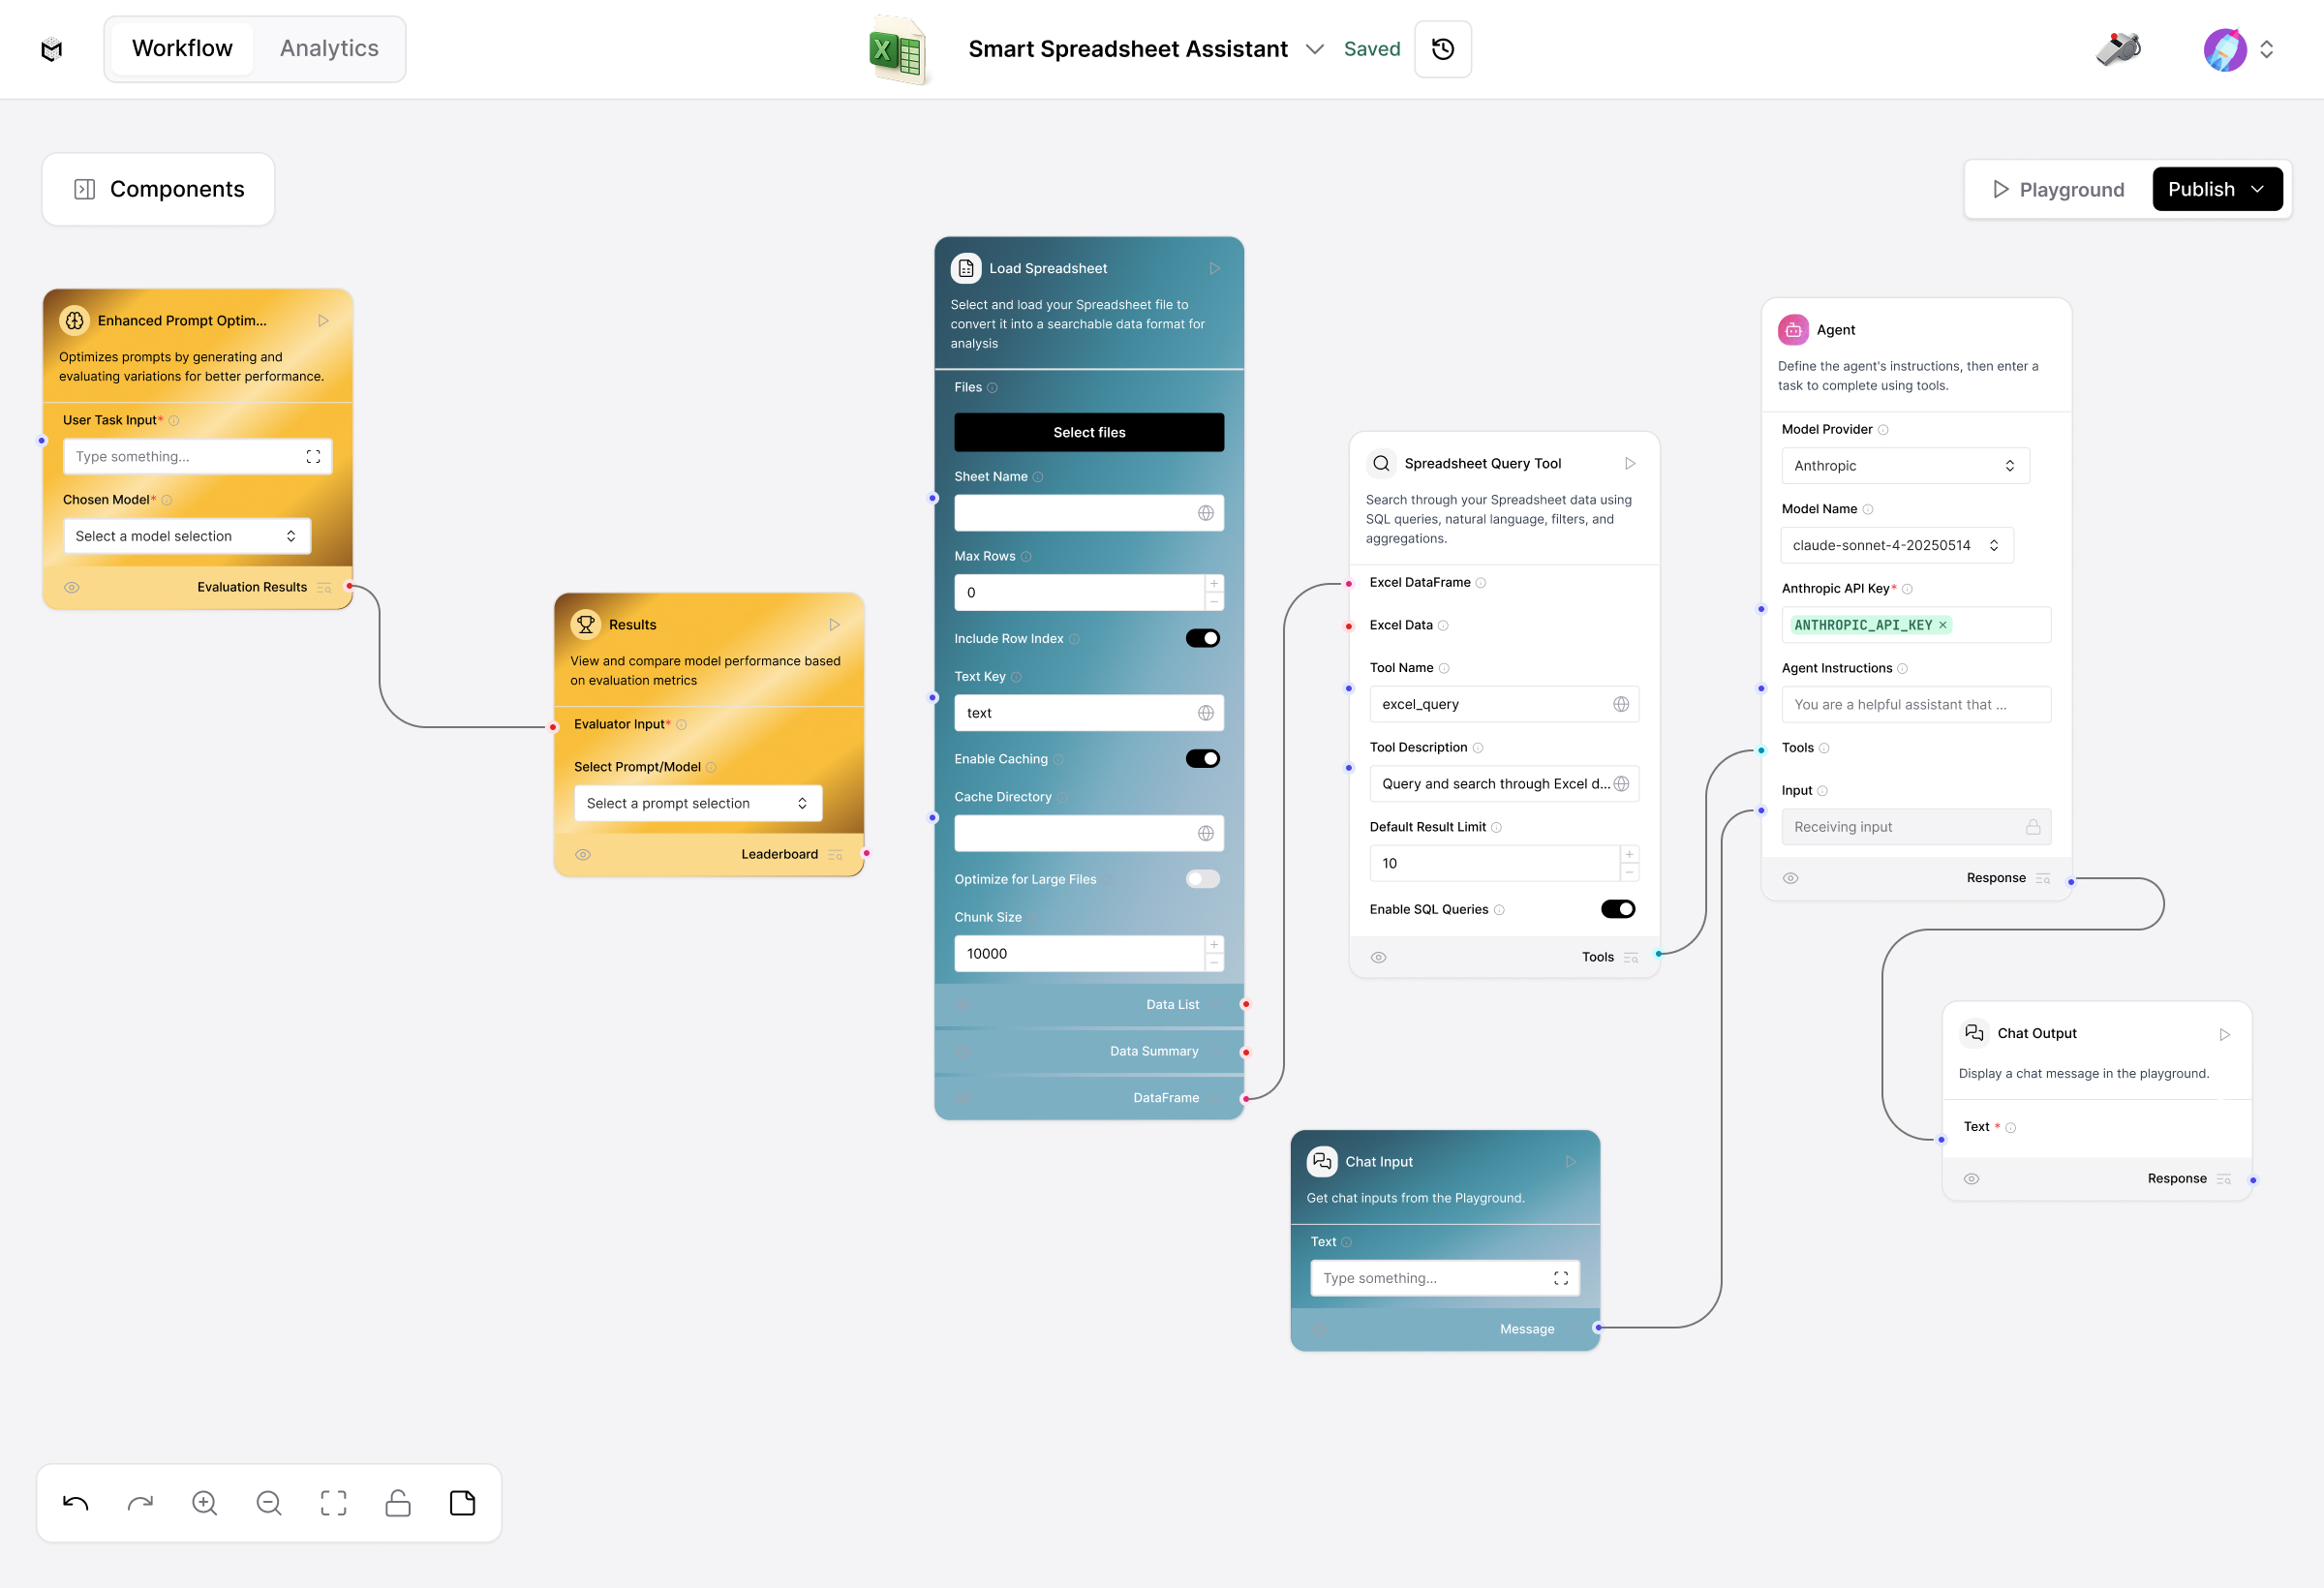 Workflow
Analytics
Smart Spreadsheet Assistant
Saved
Components
Playground
Publish
Enhanced Prompt Optim...
Optimizes prompts by generating and
evaluating variations for better performance.
User Task Input*
Type something...
Chosen Model*
Select a model selection
Evaluation Results
Results
View and compare model performance based
on evaluation metrics
Evaluator Input*
Select Prompt/Model
Select a prompt selection
Leaderboard
Load Spreadsheet
Select and load your Spreadsheet file to
convert it into a searchable data format for
analysis
Files
Select files
Sheet Name
Max Rows
0
Include Row Index
Text Key
text
Enable Caching
Cache Directory
Optimize for Large Files
Chunk Size
10000
Data List
Data Summary
DataFrame
Spreadsheet Query Tool
Search through your Spreadsheet data using
SQL queries, natural language, filters, and
aggregations.
Excel DataFrame
Excel Data
Tool Name
excel_query
Tool Description
Query and search through Excel d...
Default Result Limit
10
Enable SQL Queries
Tools
Chat Input
Get chat inputs from the Playground.
Text
Type something...
Message
Agent
Define the agent's instructions, then enter a
task to complete using tools.
Model Provider
Anthropic
Model Name
claude-sonnet-4-20250514
Anthropic API Key*
ANTHROPIC_API_KEY ×
Agent Instructions
You are a helpful assistant that ...
Tools
Input
Receiving input
Response
Chat Output
Display a chat message in the playground.
Text *
Response